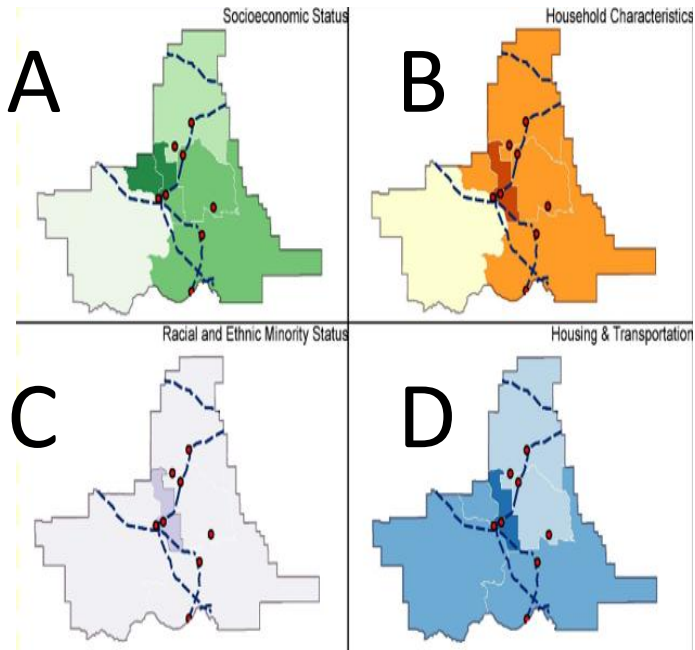 Socioeconomic Status
A
Household Characteristics
B
Racial and Ethnic Minority Status
C
Housing & Transportation
D